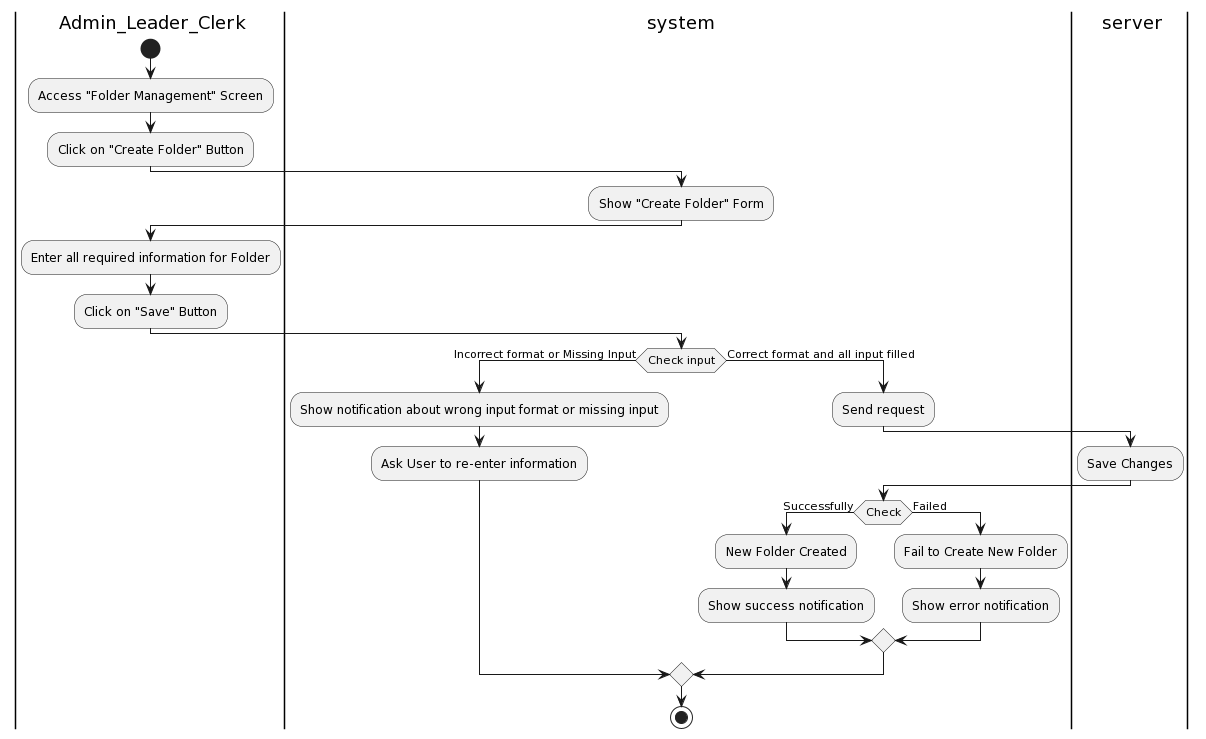 Admin_Leader_Clerk
system
server
Access "Folder Management" Screen
Click on "Create Folder" Button
Show "Create Folder" Form
Enter all required information for Folder
Click on "Save" Button
Incorrect format or Missing Input
Check input
Correct format and all input filled
Show notification about wrong input format or missing input
Send request
Ask User to re-enter information
Save Changes
Successfully
Check
Failed
New Folder Created
Fail to Create New Folder
Show success notification
Show error notification